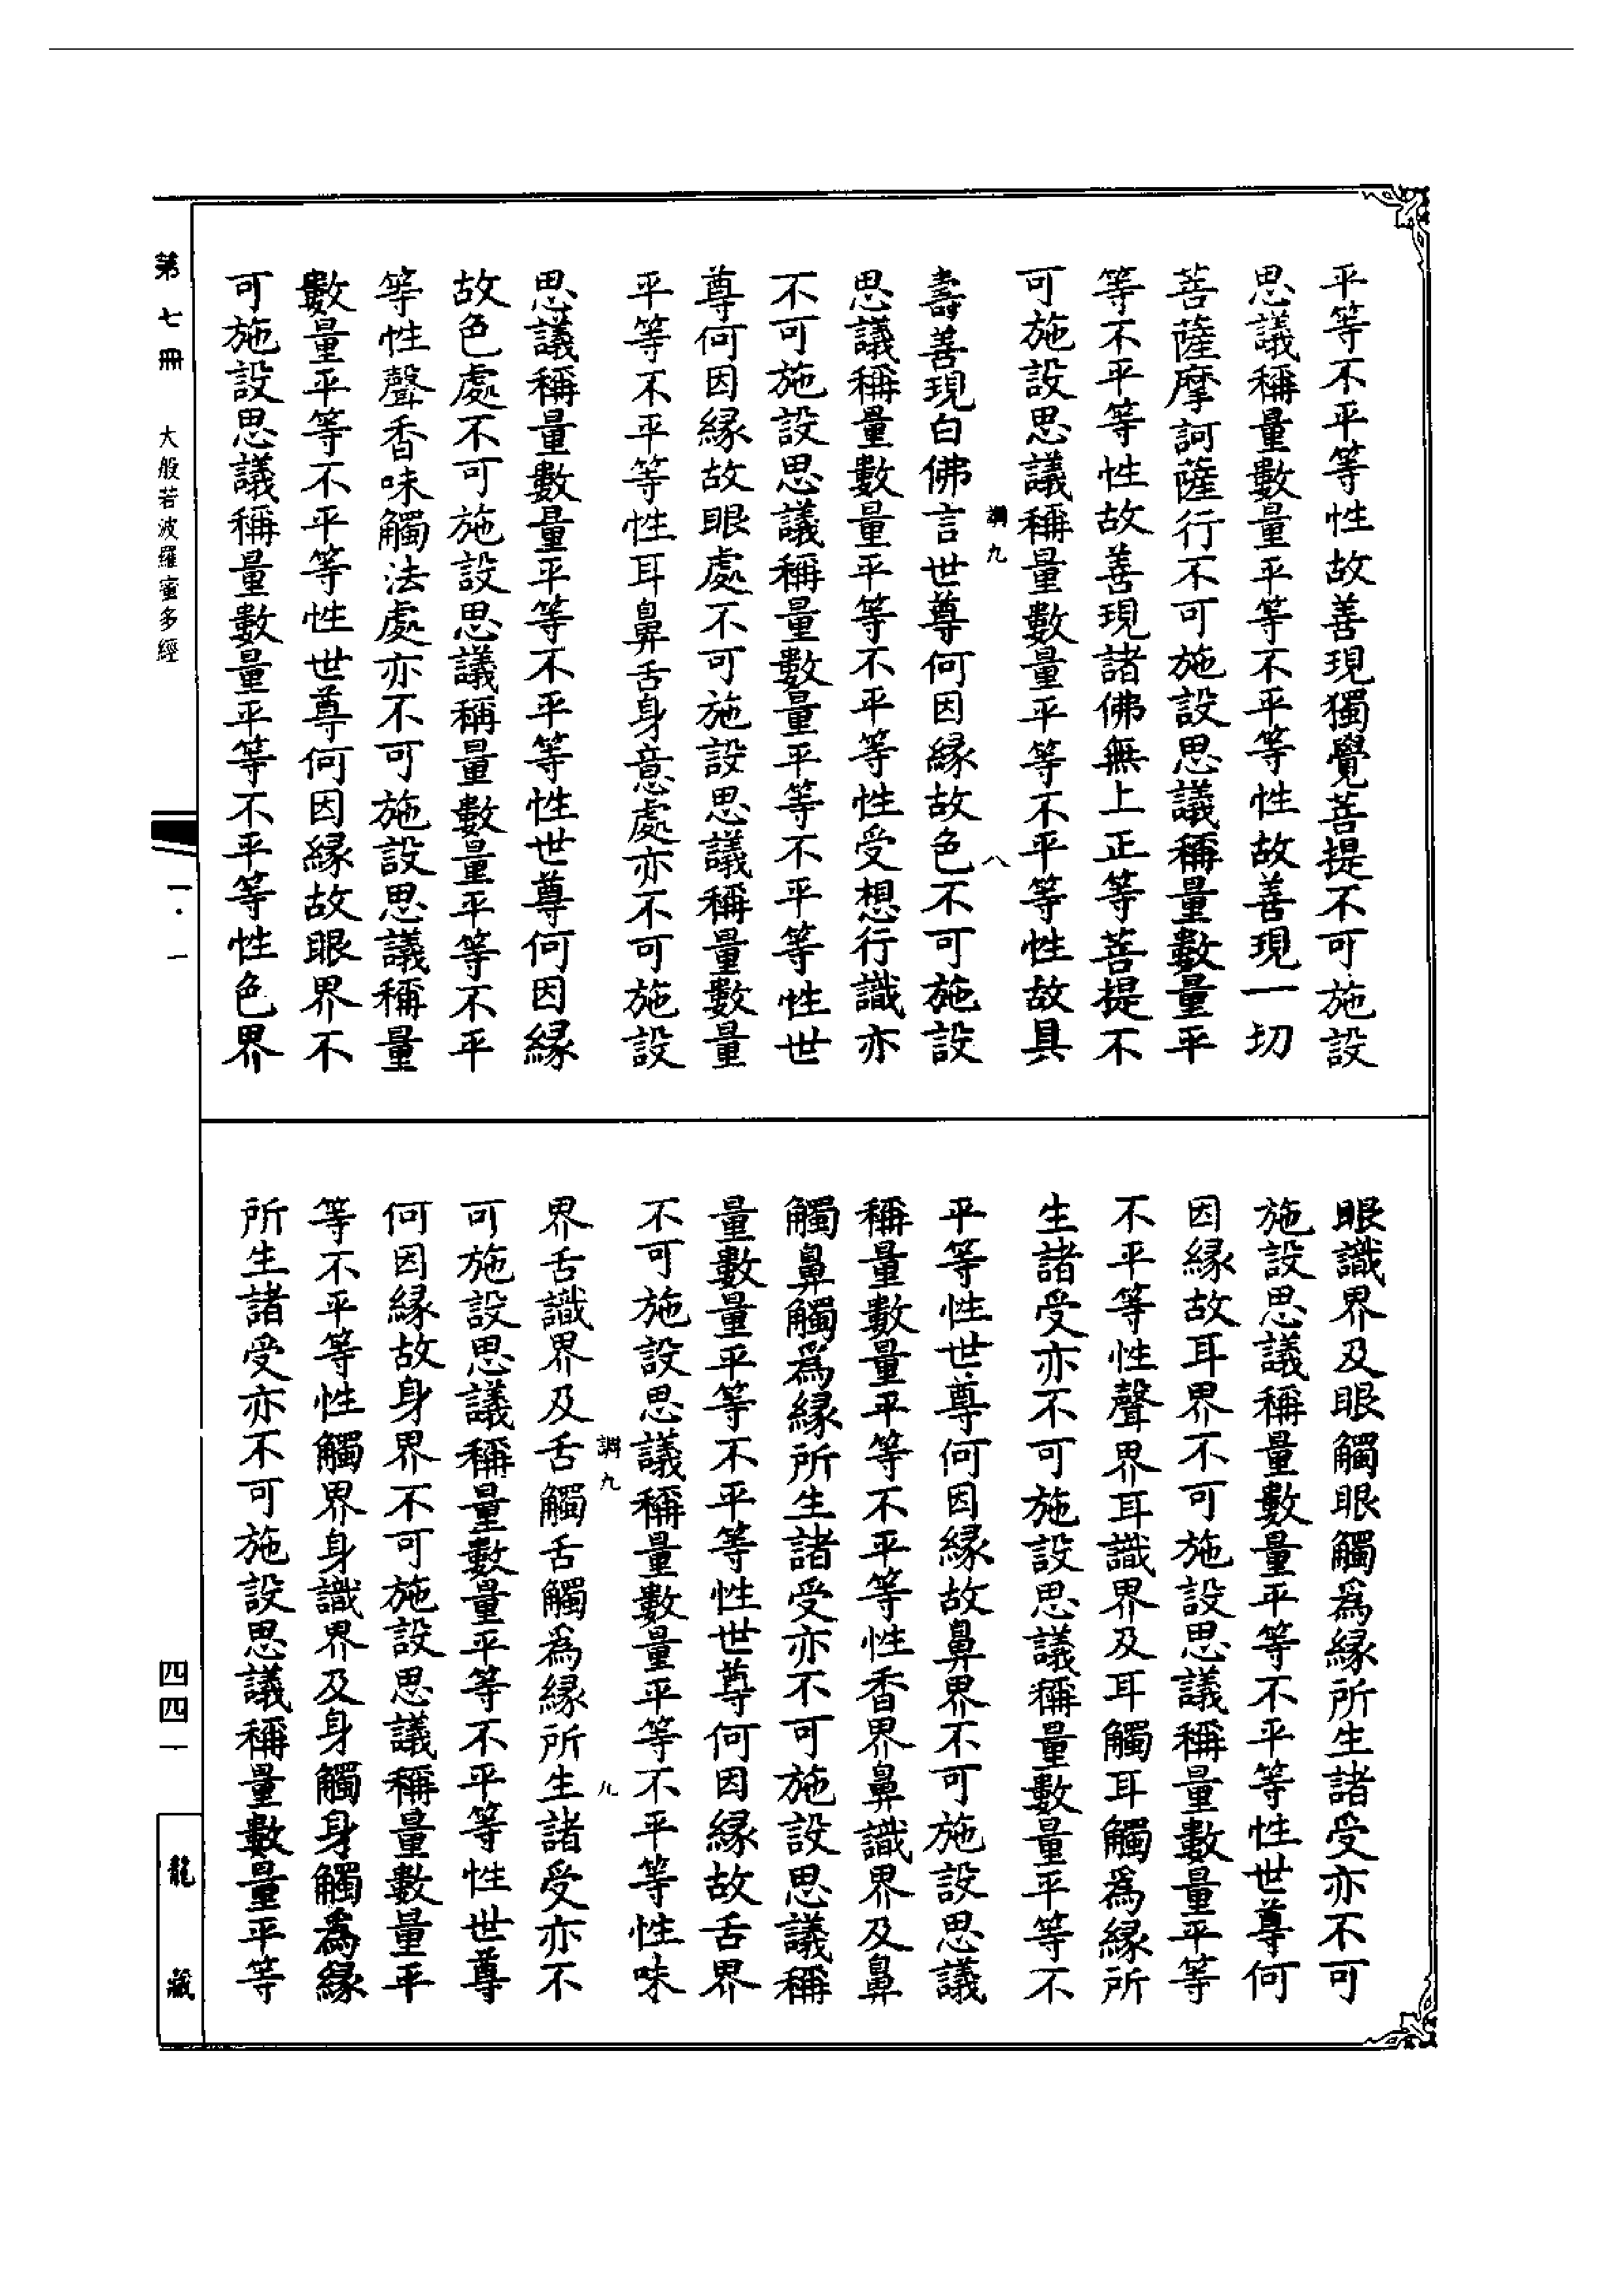 平等不平等性故善現獨覺菩提不可施設
思議稱量數量平等不平等性故善現一切
菩薩摩訶薩行不可施設思議稱量數量平
等不平等性故善現諸佛無上正等菩提不
可施設思議稱量數量平等不平等性故具
調九 八
壽善現白佛言世尊何因緣故色不可施設
思議稱量數量平等不平等性受想行識亦
不可施設思議稱量數量平等不平等性世
尊何因緣故眼處不可施設思議稱量數量
平等不平等性耳鼻舌身意處亦不可施設
思議稱量數量平等不平等性世尊何因緣
故色處不可施設思議稱量數量平等不平
等性聲香味觸法處亦不可施設思議稱量
數量平等不平等性世尊何因緣故眼界不
可施設思議稱量數量平等不平等性色界
眼識界及眼觸眼觸為緣所生諸受亦不可
施設思議稱量數量平等不平等性世尊何
因緣故耳界不可施設思議稱量數量平等
不平等性聲界耳識界及耳觸耳觸為緣所
生諸受亦不可施設思議稱量數量平等不
平等性世尊何因緣故鼻界不可施設思議
稱量數量平等不平等性香界鼻識界及鼻
觸鼻觸為緣所生諸受亦不可施設思議稱
量數量平等不平等性世尊何因緣故舌界
不可施設思議稱量數量平等不平等性味
調九 八
界舌識界及舌觸舌觸為緣所生諸受亦不
可施設思議稱量數量平等不平等性世尊
何因緣故身界不可施設思議稱量數量平
等不平等性觸界身識界及身觸身觸為緣
所生諸受亦不可施設思議稱量數量平等
第七冊 大般若波羅蜜多經
一·一
四四一
龍藏